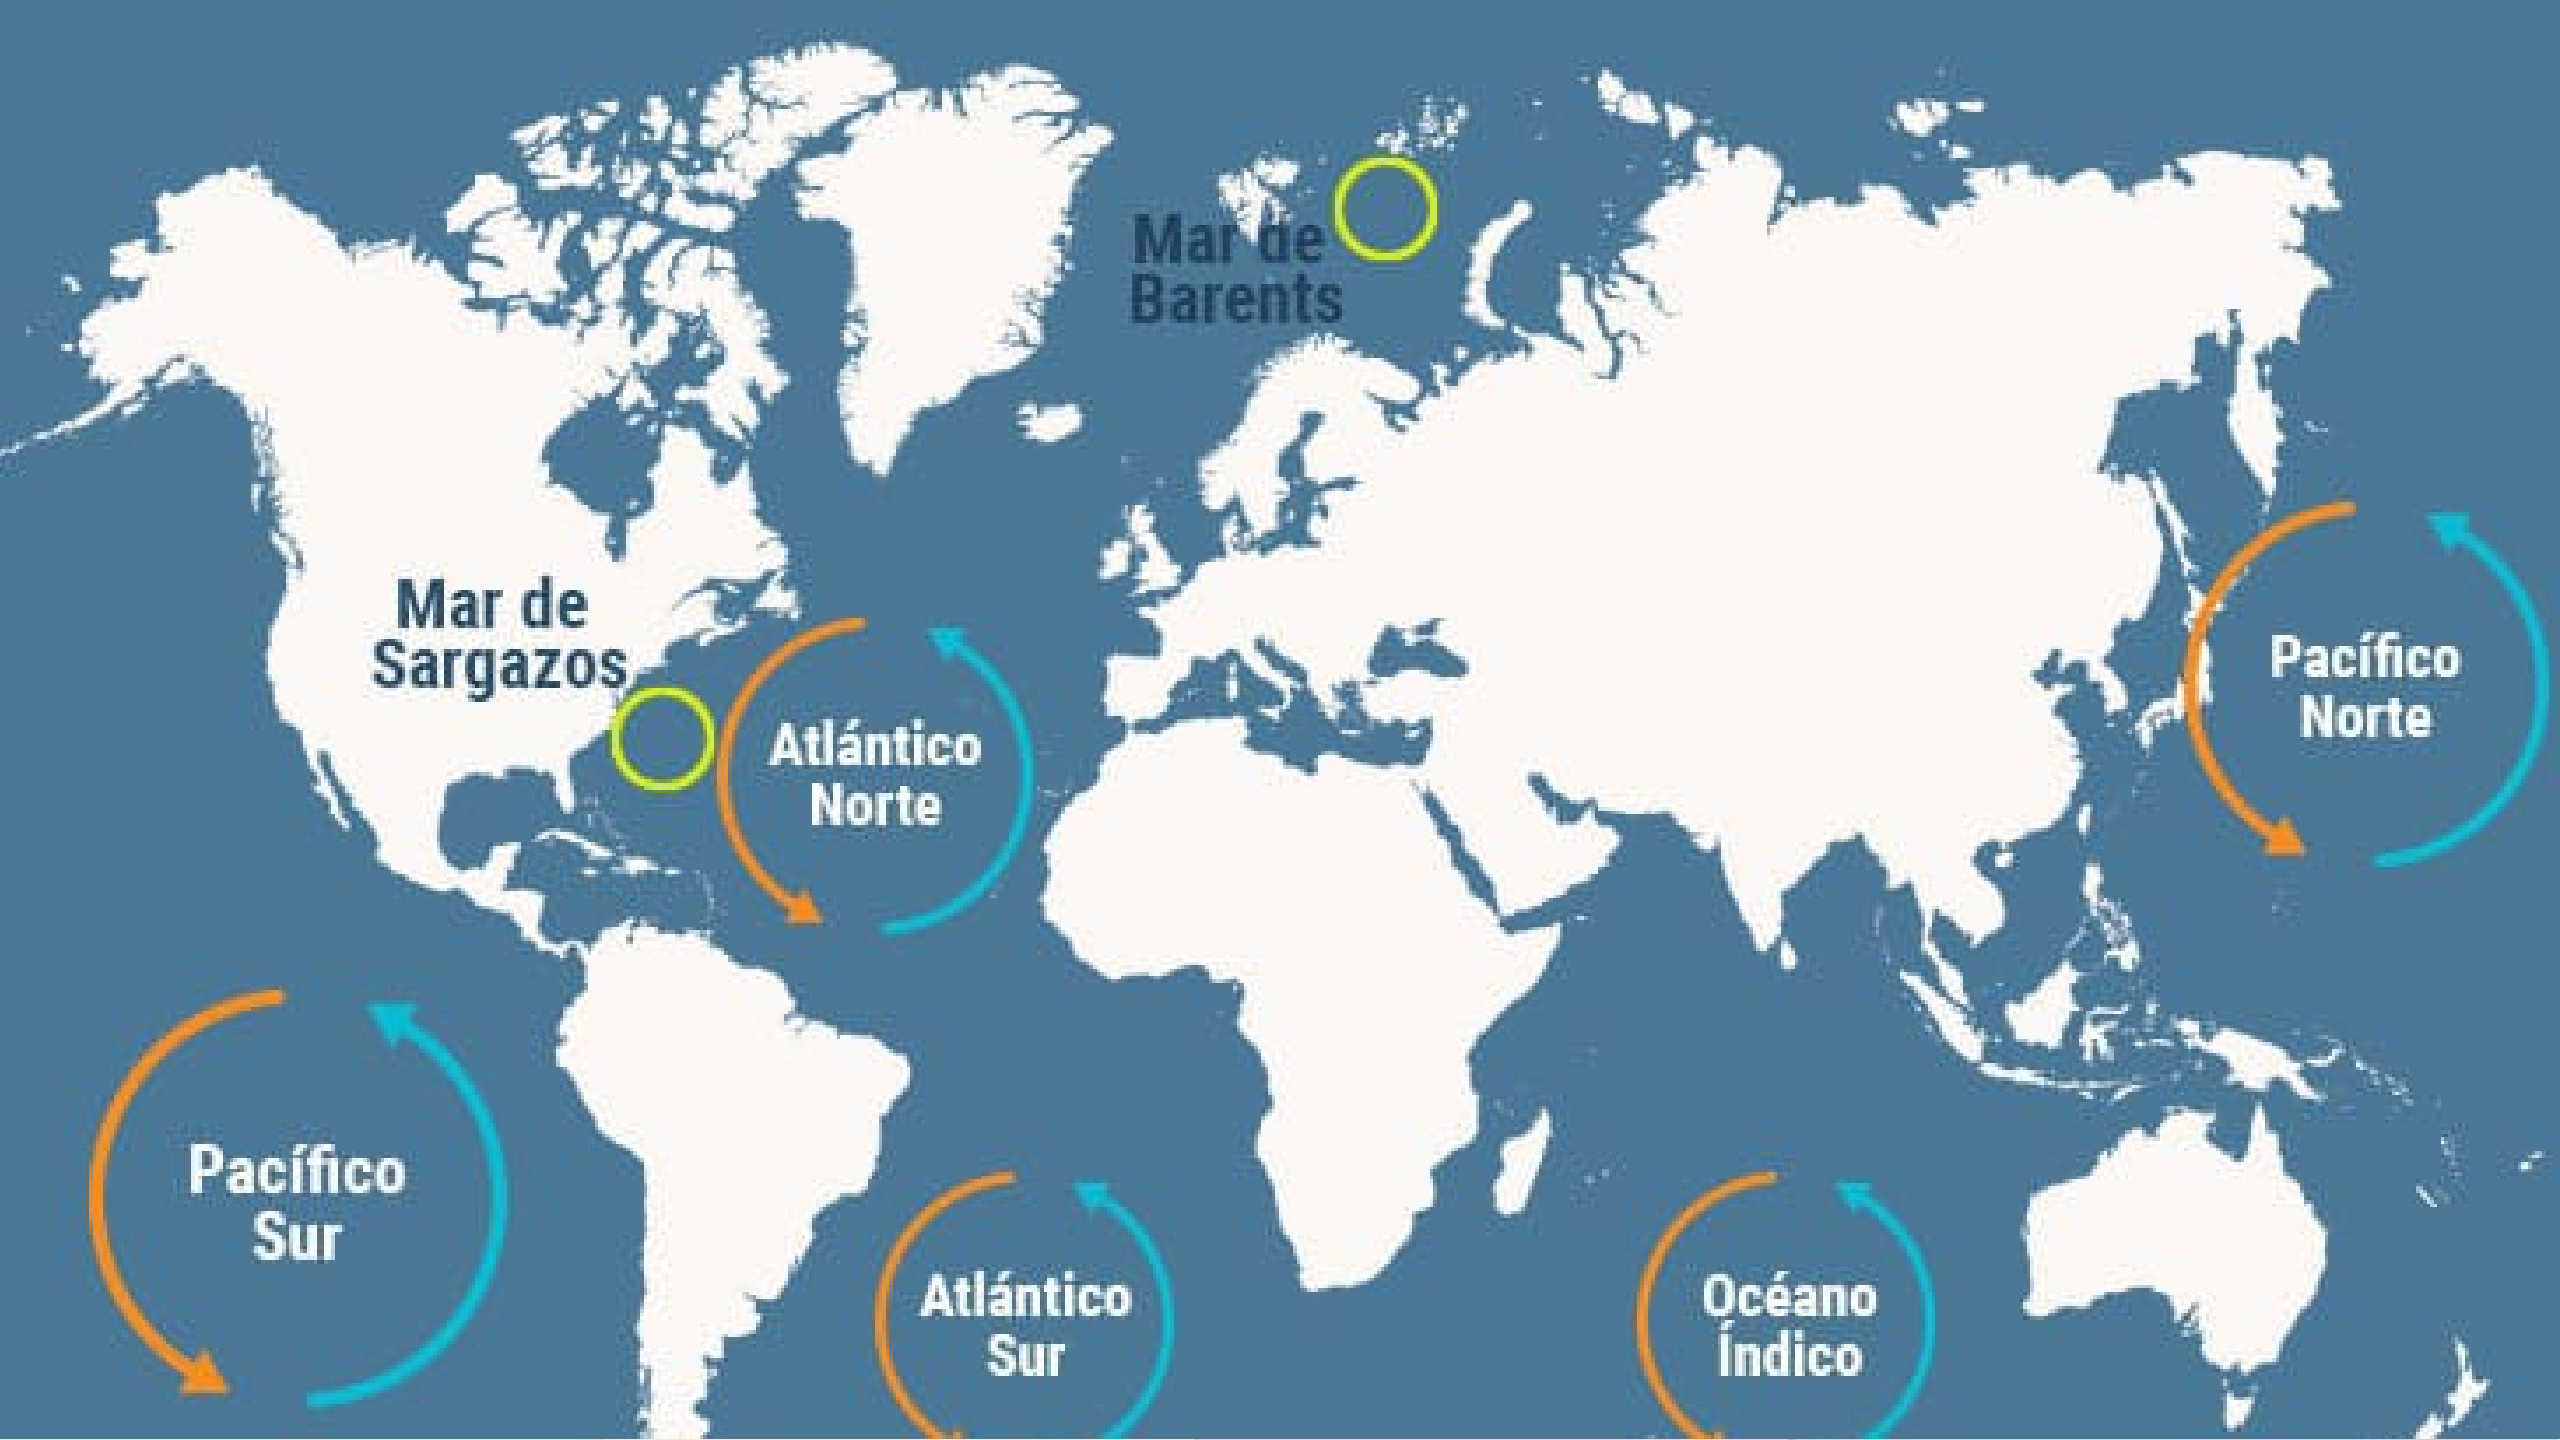 Mar de
Barents
Mar de
Sargazos
Pacífico
Norte
Atlántico
Norte
Pacífico
Sur
Atlántico
Sur
Océano
Índico